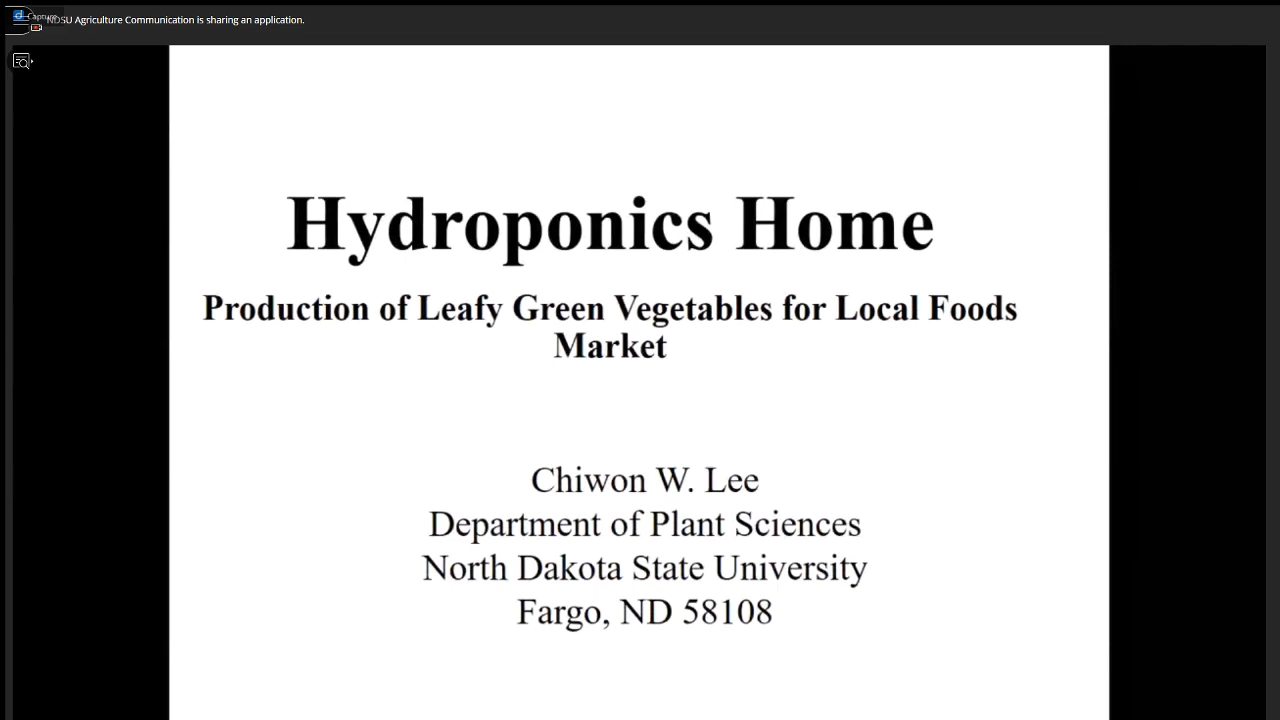 Capture
NDSU Agriculture Communication is sharing an application.
Hydroponics Home
Production of Leafy Green Vegetables for Local Foods
Market
Chiwon W. Lee
Department of Plant Sciences
North Dakota State University
Fargo, ND 58108